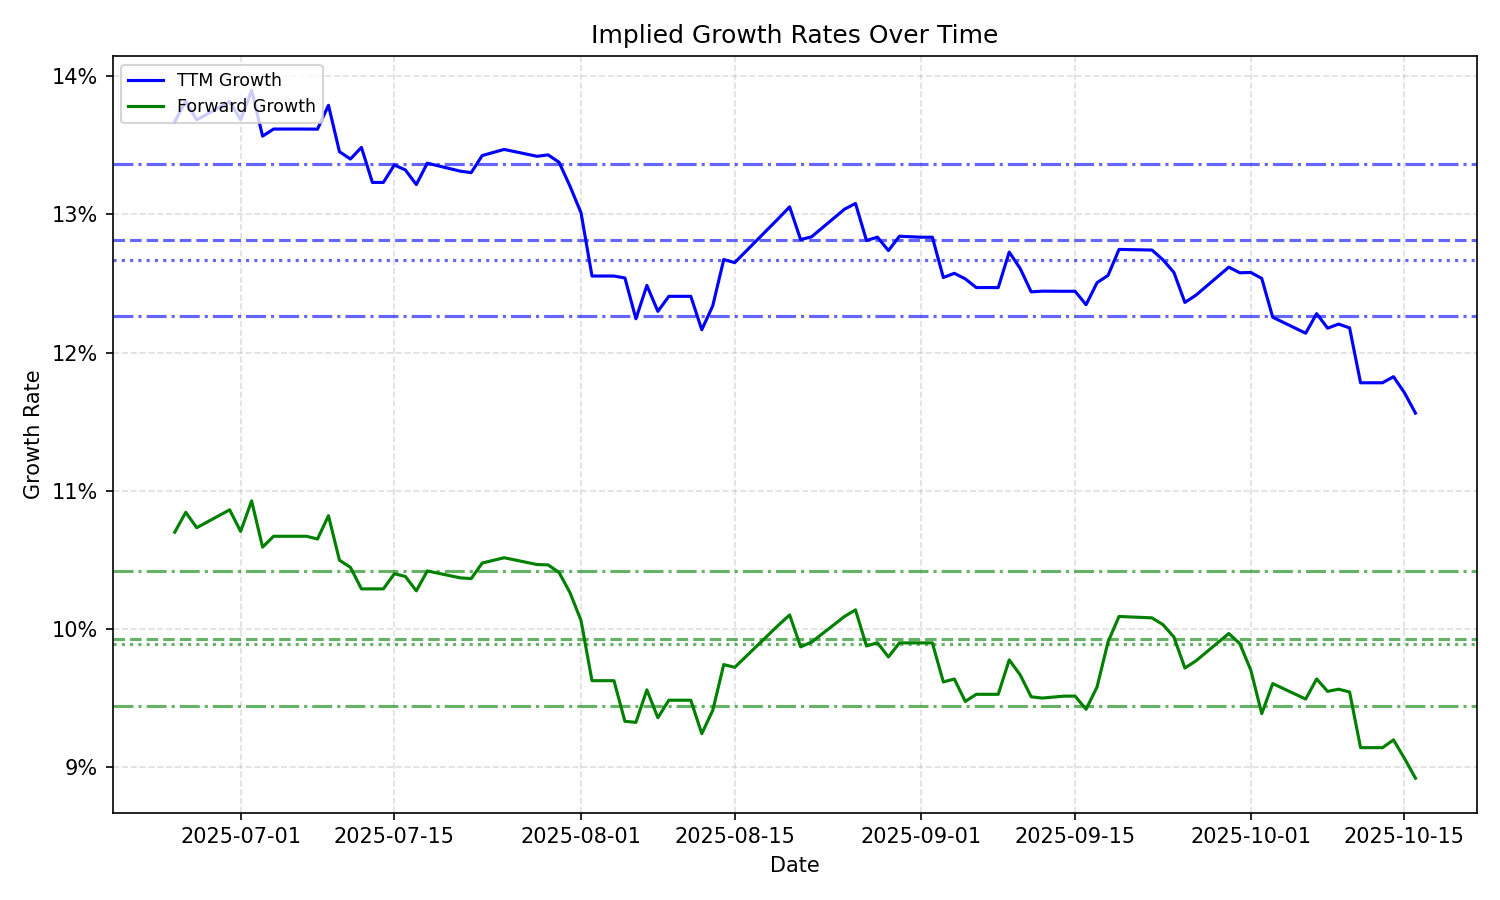 Implied Growth Rates Over Time
TTM Growth
Forward Growth
14%
13%
12%
11%
10%
9%
Growth Rate
2025-07-01 2025-07-15 2025-08-01 2025-08-15 2025-09-01 2025-09-15 2025-10-01 2025-10-15
Date